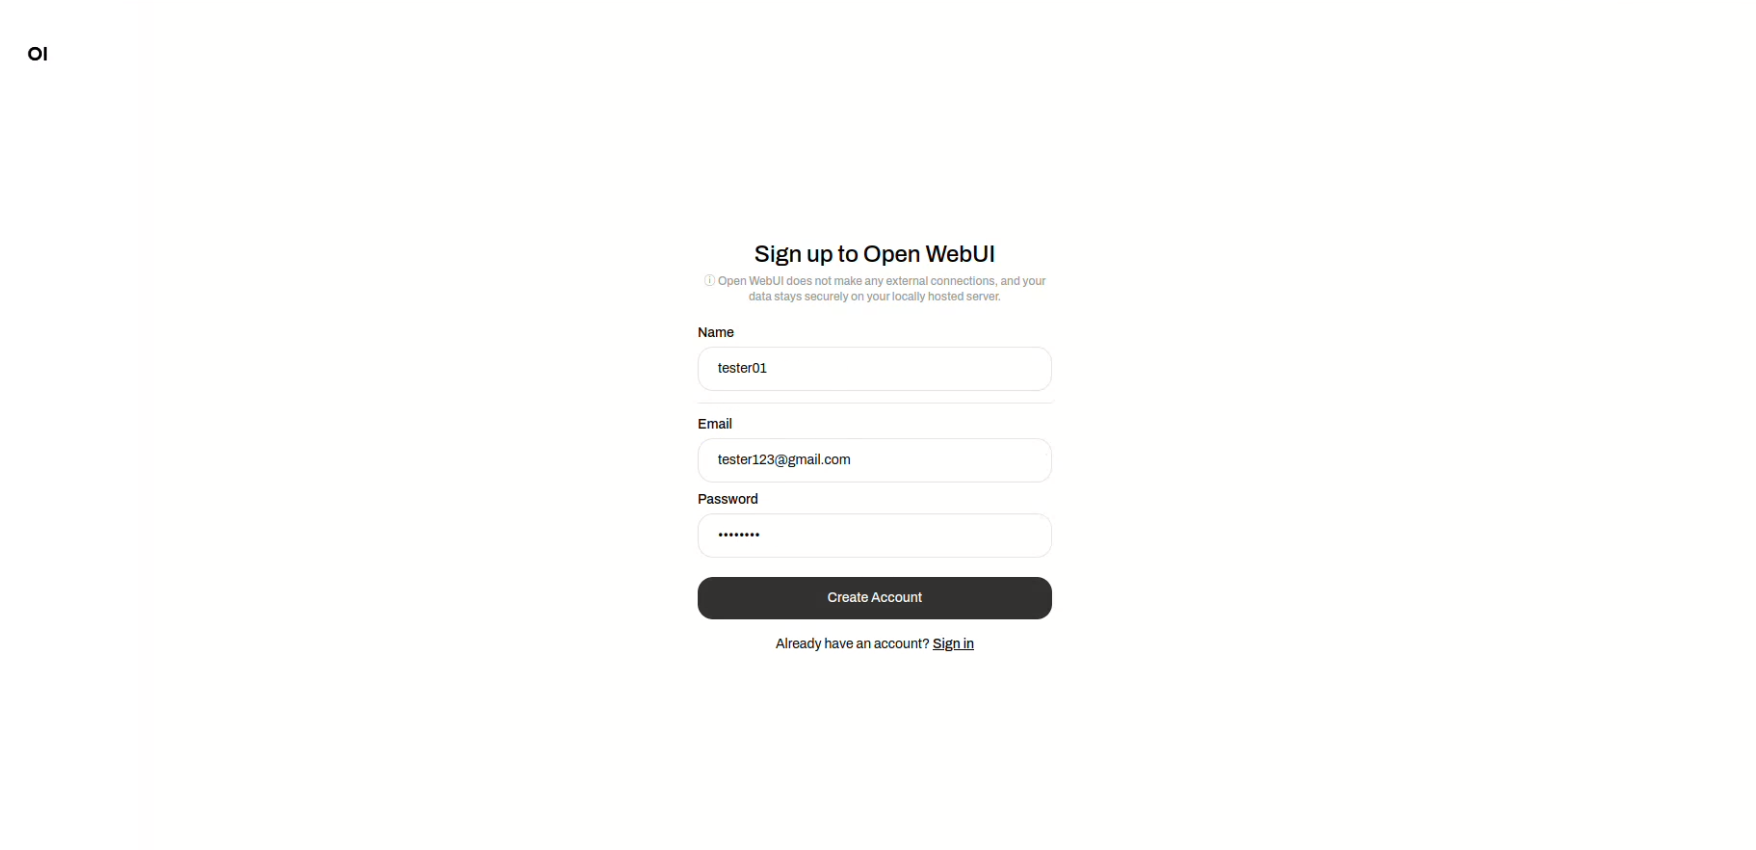 OI
Sign up to Open WebUI
ⓘ Open WebUI does not make any external connections, and your
data stays securely on your locally hosted server.
Name
tester01
Email
tester123@gmail.com
Password
••••••••
Create Account
Already have an account? Sign in